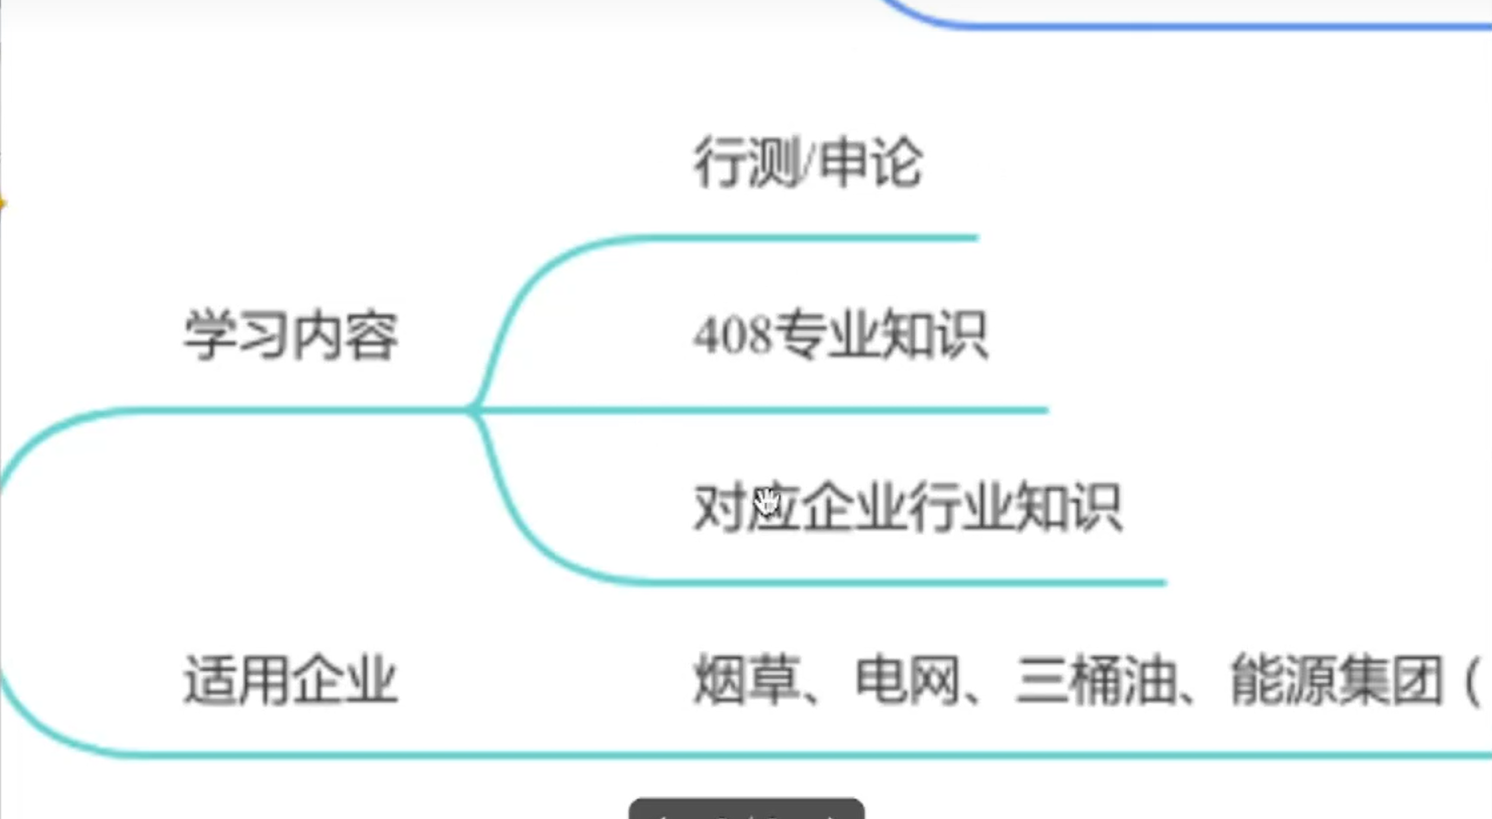 行测/申论
学习内容
408专业知识
对应企业行业知识
适用企业
烟草、电网、三桶油、能源集团（